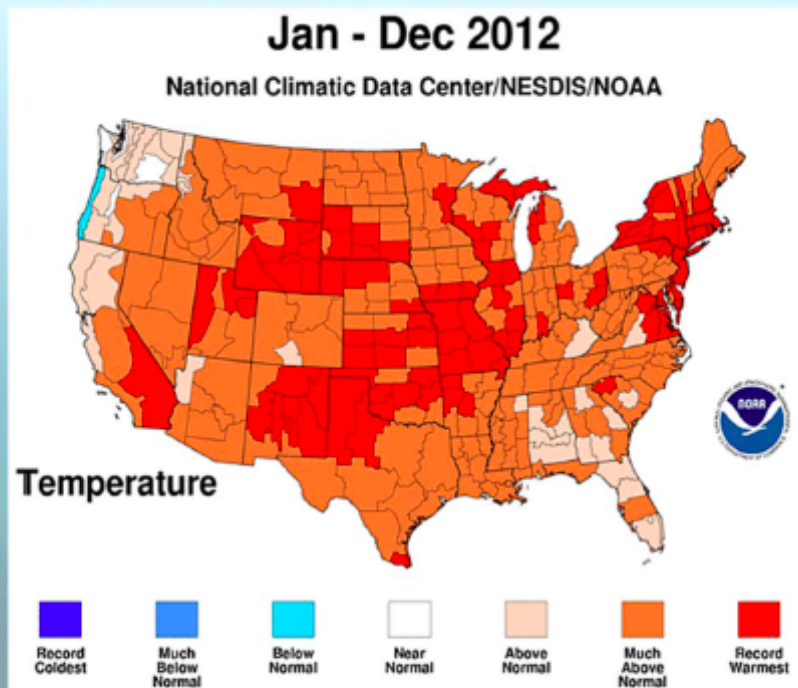 Jan - Dec 2012
National Climatic Data Center/NESDIS/NOAA
NOAA
Temperature
Record
Coldest
Much
Below
Normal
Below
Normal
Near
Normal
Above
Normal
Much
Above
Normal
Record
Warmest